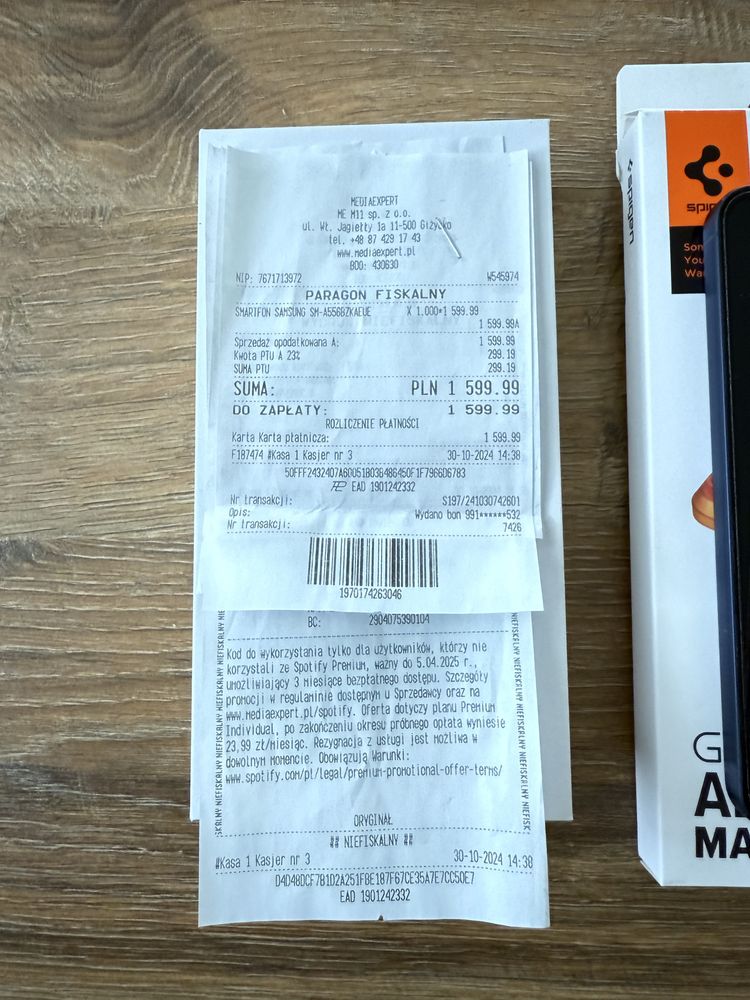 MEDIAEXPERT
ME M11 sp. z o.o.
ul. Wł. Jagiełły 1a 11-500 Giżycko
tel. +48 87 429 17 43
www.mediaexpert.pl
BDO: 430630
NIP: 7671713972 W545974
PARAGON FISKALNY
SMARTFON SAMSUNG SM-A556BZKAEUE X 1.000*1 599.99
1 599.99A
Sprzedaż opodatkowana A: 1 599.99
Kwota PTU A 23% 299.19
SUMA PTU 299.19
SUMA: PLN 1 599.99
DO ZAPŁATY: 1 599.99
ROZLICZENIE PŁATNOŚCI
Karta Karta płatnicza: 1 599.99
F187474 #Kasa 1 Kasjer nr 3 30-10-2024 14:38
EAD 1901242332
Nr transakcji: S197/241030742601
Opis: Wydano bon 991******532
Nr transakcji: 7426
1970174263046
BC: 2904075390104
Kod do wykorzystania tylko dla użytkowników, którzy nie
korzystali ze Spotify Premium, ważny do 5.04.2025 r.,
umożliwiający 3 miesiące bezpłatnego dostępu. Szczegóły
promocji w regulaminie dostępnym u Sprzedawcy oraz na
www.mediaexpert.pl/spotify. Oferta dotyczy planu Premium
Individual, po zakończeniu okresu próbnego opłata wyniesie
23,99 zł/miesiąc. Rezygnacja z usługi jest możliwa w
dowolnym momencie. Obowiązują Warunki:
www.spotify.com/pl/legal/premium-promotional-offer-terms/
NIEFISKALNY NIEFISKALNY NIEFISKALNY
NIEFISKALNY NIEFISKALNY NIEFISKALNY
ORYGINAŁ
## NIEFISKALNY ##
#Kasa 1 Kasjer nr 3 30-10-2024 14:38
EAD 1901242332
spigen